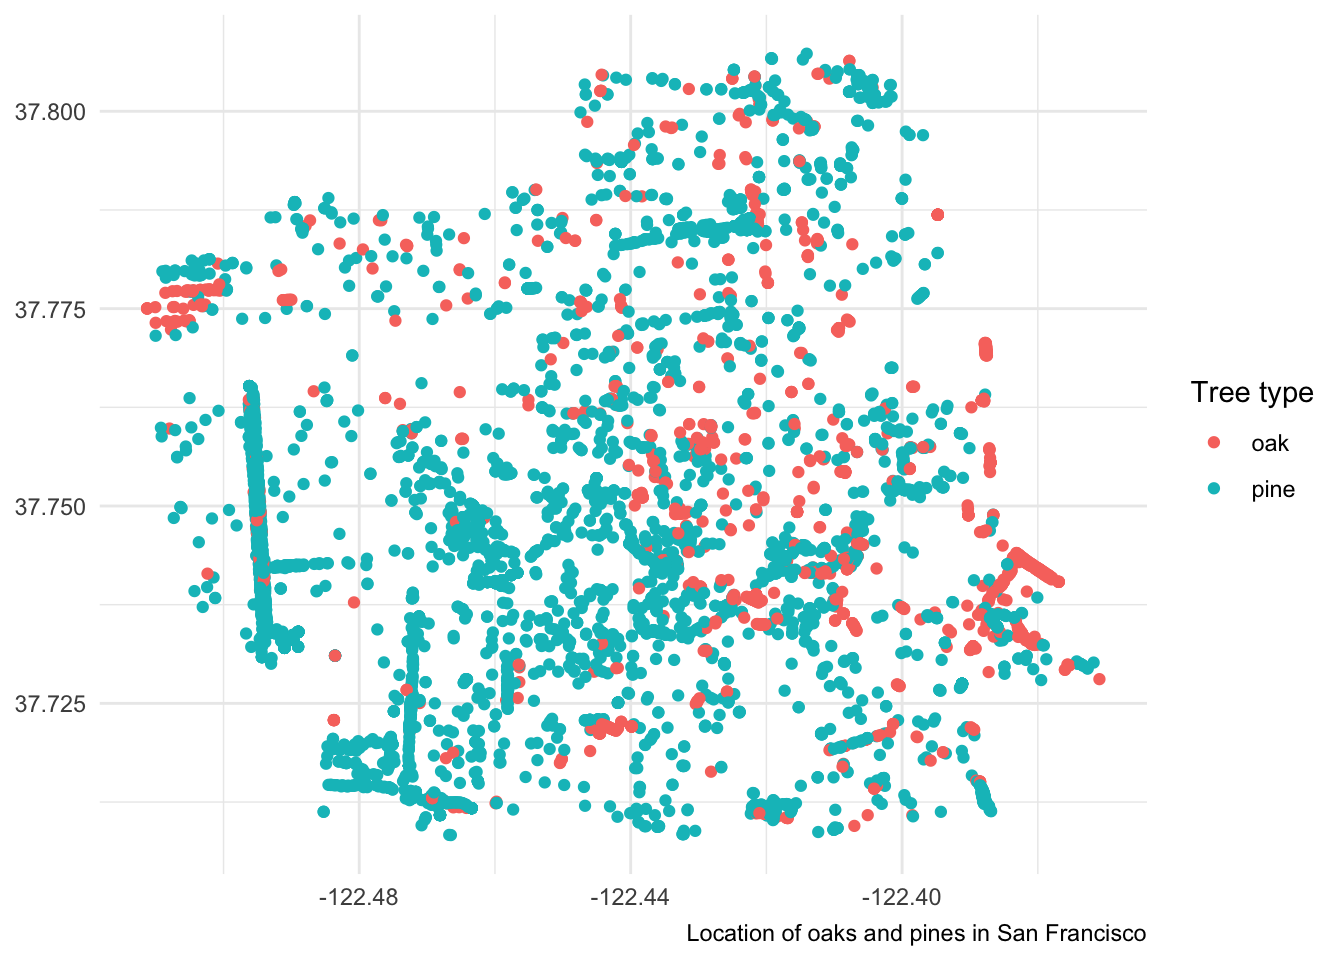 37.800
37.775
37.750
37.725
-122.48
-122.44
-122.40
Location of oaks and pines in San Francisco
Tree type
oak
pine